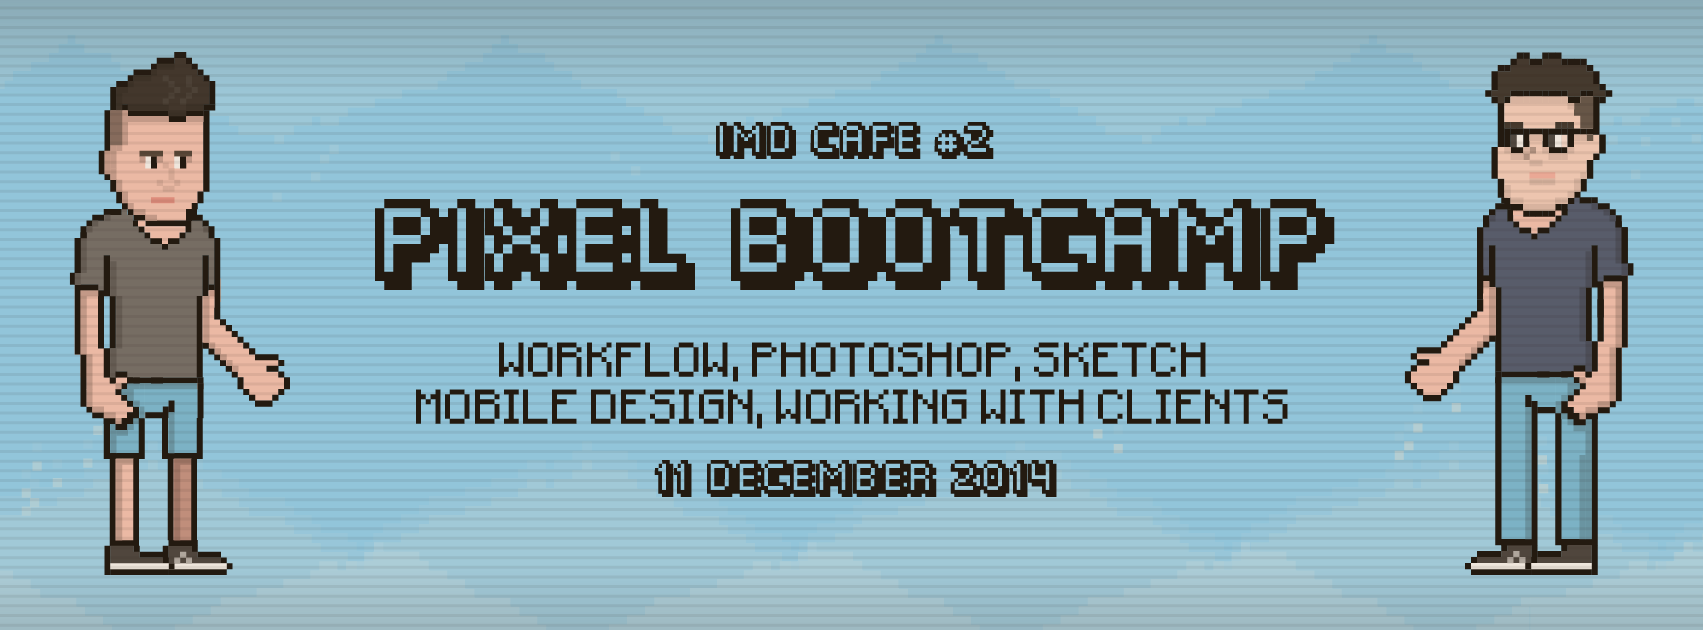 IMD CAFE #2
PIXEL BOOTCAMP
WORKFLOW, PHOTOSHOP, SKETCH
MOBILE DESIGN, WORKING WITH CLIENTS
11 DECEMBER 2014